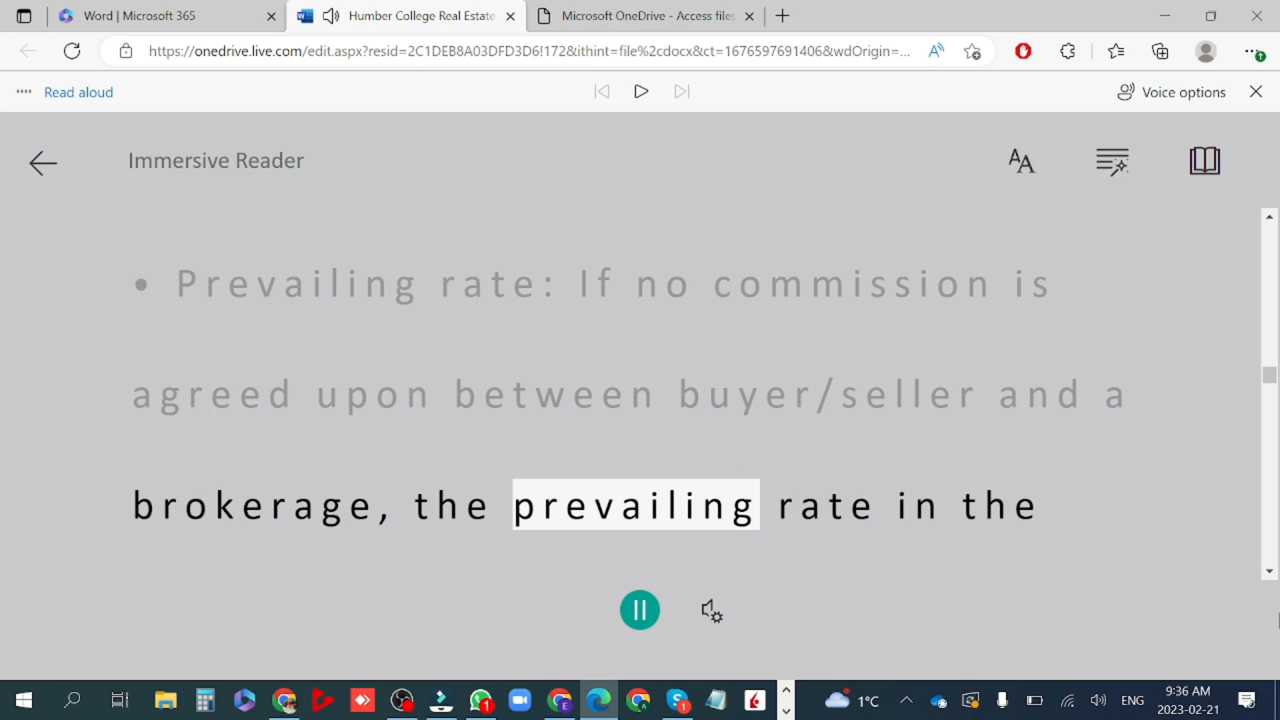 Word | Microsoft 365
Humber College Real Estate
Microsoft OneDrive - Access files
https://onedrive.live.com/edit.aspx?resid=2C1DEB8A03DFD3D6!172&ithint=file%2cdocx&ct=1676597691406&wdOrigin=...
Read aloud
Voice options
Immersive Reader
• Prevailing rate: If no commission is
agreed upon between buyer/seller and a
brokerage, the prevailing rate in the
1°C
ENG
9:36 AM
2023-02-21